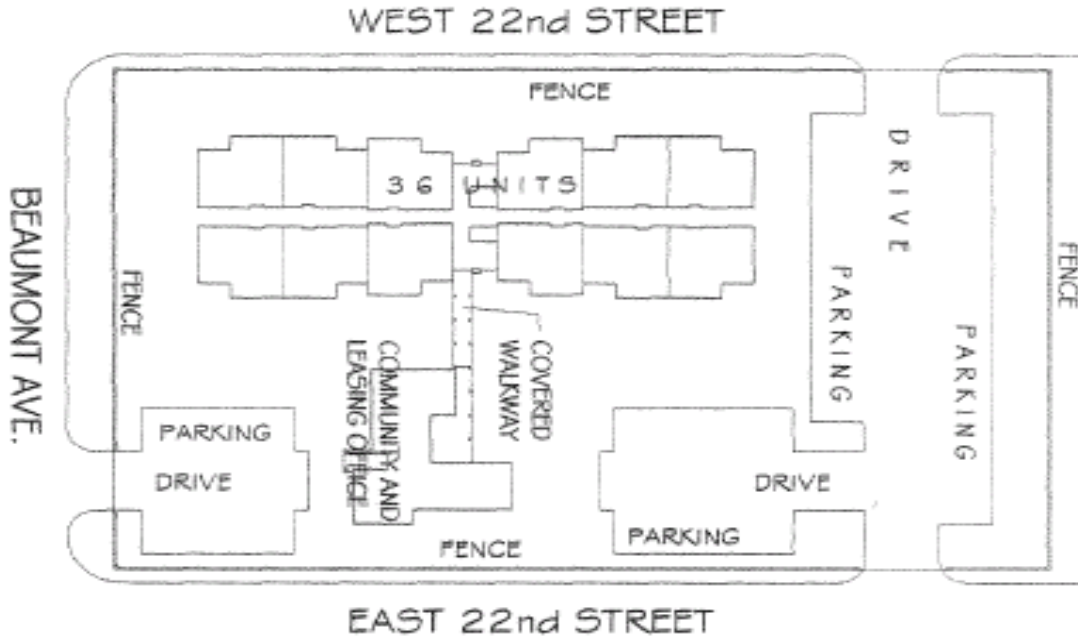 WEST 22nd STREET
FENCE
36 UNITS
DRIVE
BEAUMONT AVE.
FENCE
FENCE
PARKING
PARKING
COVERED
WALKWAY
COMMUNITY AND
LEASING OFFICE
PARKING
DRIVE
DRIVE
PARKING
FENCE
EAST 22nd STREET